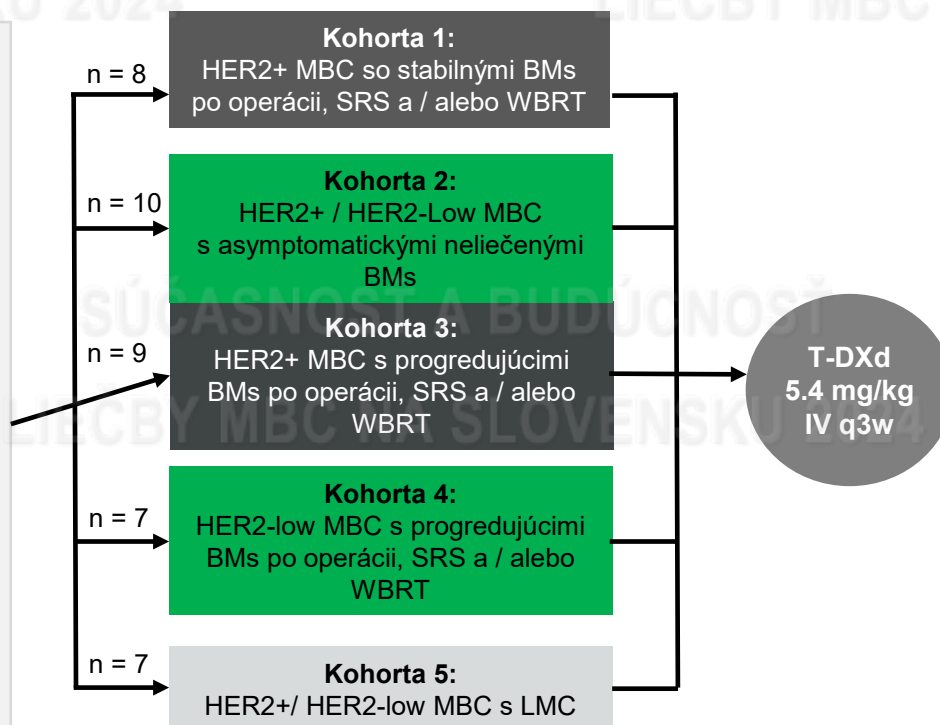 U 2024
LIEČBY MBC
Kohorta 1:
HER2+ MBC so stabilnými BMs
po operácii, SRS a / alebo WBRT
n = 8
Kohorta 2:
HER2+ / HER2-Low MBC
s asymptomatickými neliečenými
BMs
n = 10
SÚČASNOSŤ A BUDÚCNOSŤ
Kohorta 3:
HER2+ MBC s progredujúcimi
BMs po operácii, SRS a / alebo
WBRT
n = 9
LIEČBY MBC NA SLOVENSKU 2024
T-DXd
5.4 mg/kg
IV q3w
Kohorta 4:
HER2-low MBC s progredujúcimi
BMs po operácii, SRS a / alebo
WBRT
n = 7
Kohorta 5:
HER2+/ HER2-low MBC s LMC
n = 7